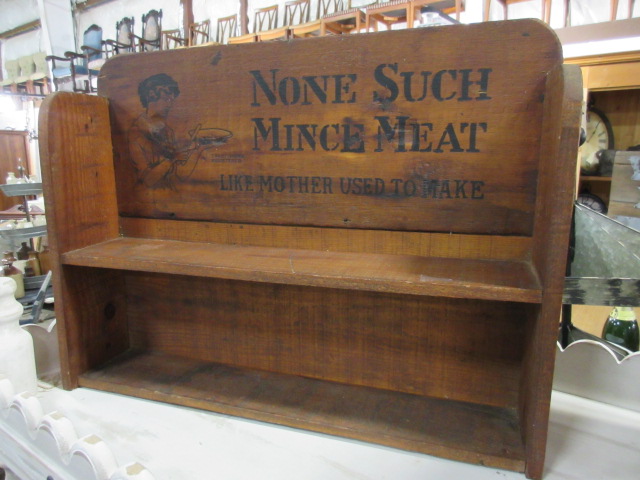 NONE SUCH
MINCE MEAT
LIKE MOTHER USED TO MAKE